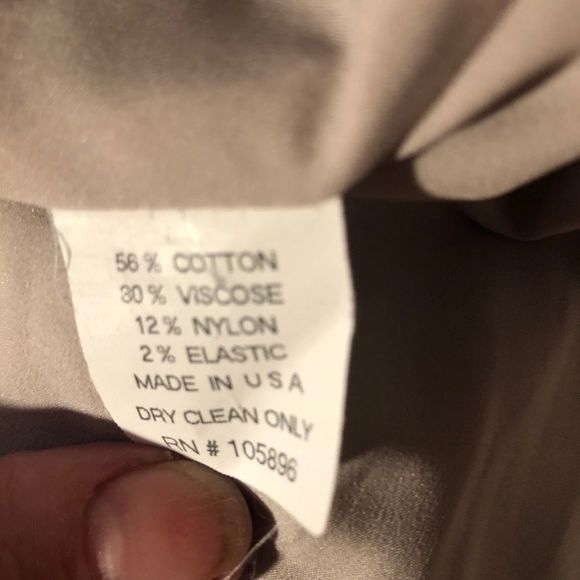 56% COTTON
30% VISCOSE
12% NYLON
2% ELASTIC
MADE IN USA
DRY CLEAN ONLY
RN # 105896